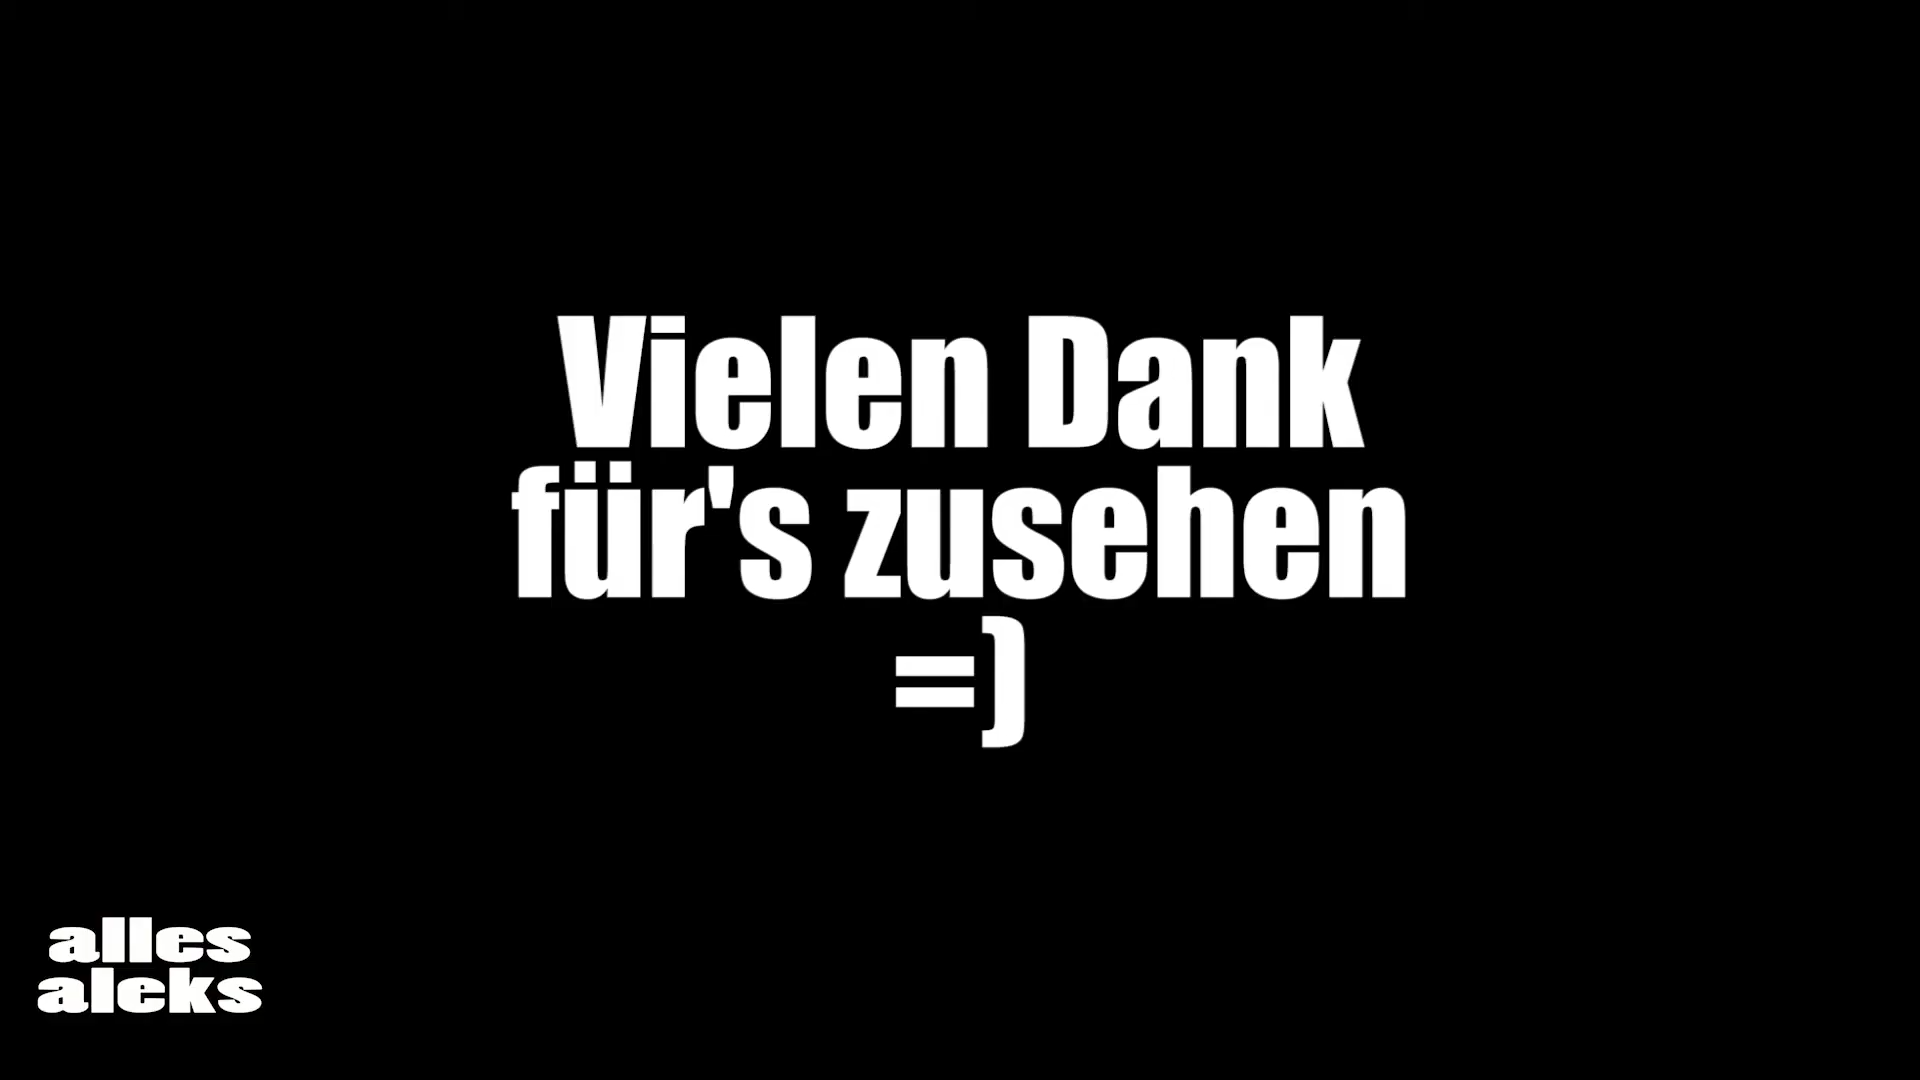 Vielen Dank
für's zusehen
=)
alles
aleks